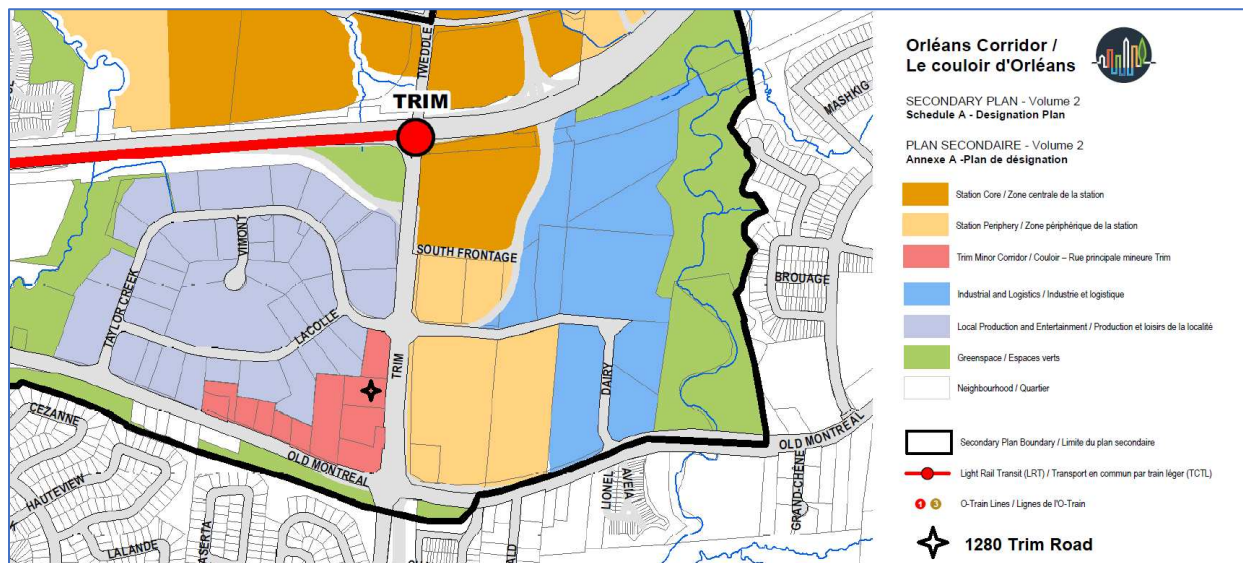 TWEDDLE
TRIM
MASHKIG
SOUTH FRONTAGE
VIMONT
BROUAGE
TAYLOR CREEK
LACOLLE
TRIM
DAIRY
CEZANNE
OLD MONTREAL
OLD MONTREAL
HAUTEVIEW
LIONEL
AVEIA
GRAND-CHÊNE
LALANDE
ASERTA
ALD
Orléans Corridor /
Le couloir d'Orléans
SECONDARY PLAN - Volume 2
Schedule A - Designation Plan
PLAN SECONDAIRE - Volume 2
Annexe A -Plan de désignation
Station Core / Zone centrale de la station
Station Periphery / Zone périphérique de la station
Trim Minor Corridor / Couloir – Rue principale mineure Trim
Industrial and Logistics / Industrie et logistique
Local Production and Entertainment / Production et loisirs de la localité
Greenspace / Espaces verts
Neighbourhood / Quartier
Secondary Plan Boundary / Limite du plan secondaire
Light Rail Transit (LRT) / Transport en commun par train léger (TCTL)
1 3 O-Train Lines / Lignes de l'O-Train
1280 Trim Road